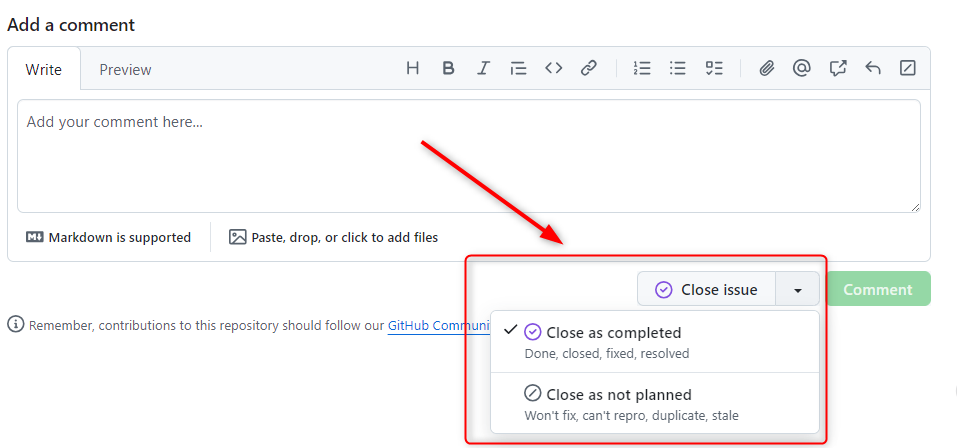 Add a comment
Write Preview
Add your comment here...
Markdown is supported Paste, drop, or click to add files
Close issue Comment
Remember, contributions to this repository should follow our GitHub Communi
Close as completed
Done, closed, fixed, resolved
Close as not planned
Won't fix, can't repro, duplicate, stale